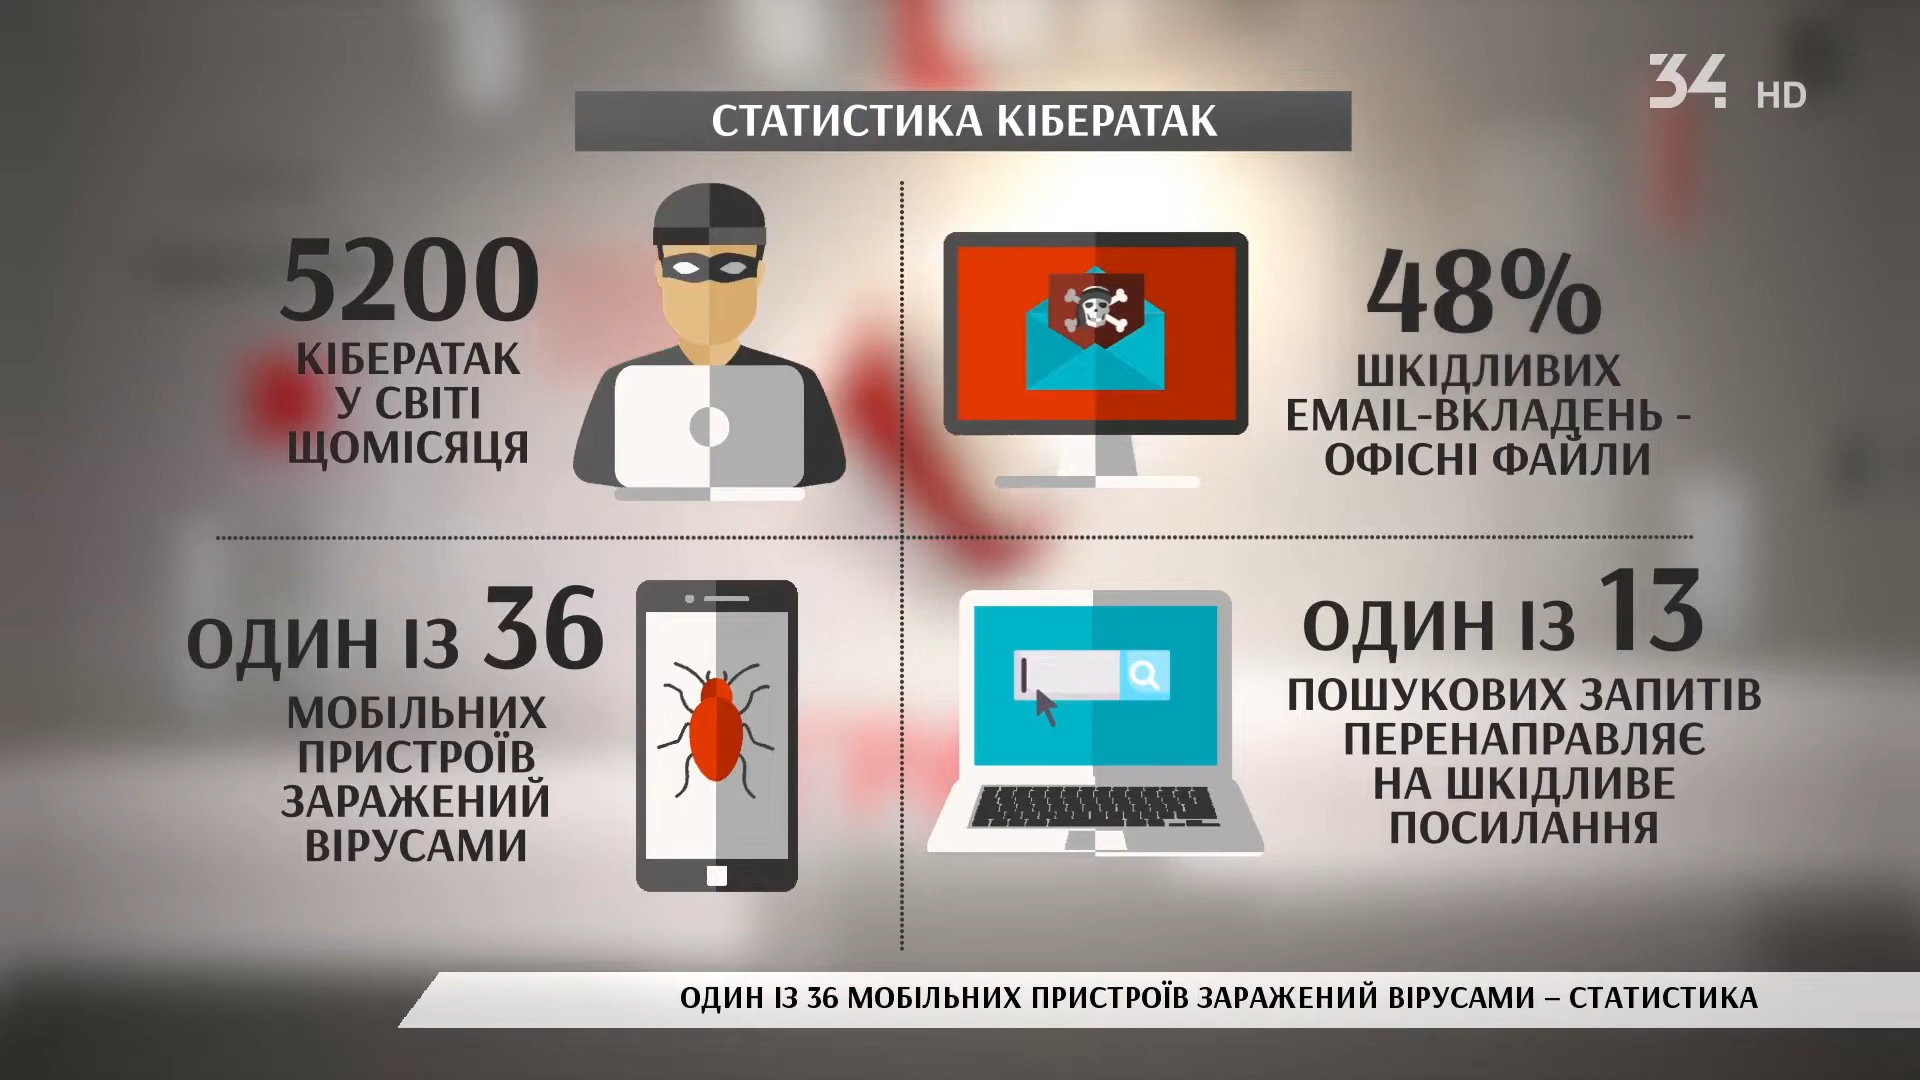 34 HD
СТАТИСТИКА КІБЕРАТАК
5200
КІБЕРАТАК
У СВІТІ
ЩОМІСЯЦЯ
48%
ШКІДЛИВИХ
EMAIL-ВКЛАДЕНЬ -
ОФІСНІ ФАЙЛИ
ОДИН ІЗ 36
МОБІЛЬНИХ
ПРИСТРОЇВ
ЗАРАЖЕНИЙ
ВІРУСАМИ
ОДИН ІЗ 13
ПОШУКОВИХ ЗАПИТІВ
ПЕРЕНАПРАВЛЯЄ
НА ШКІДЛИВЕ
ПОСИЛАННЯ
ОДИН ІЗ 36 МОБІЛЬНИХ ПРИСТРОЇВ ЗАРАЖЕНИЙ ВІРУСАМИ – СТАТИСТИКА